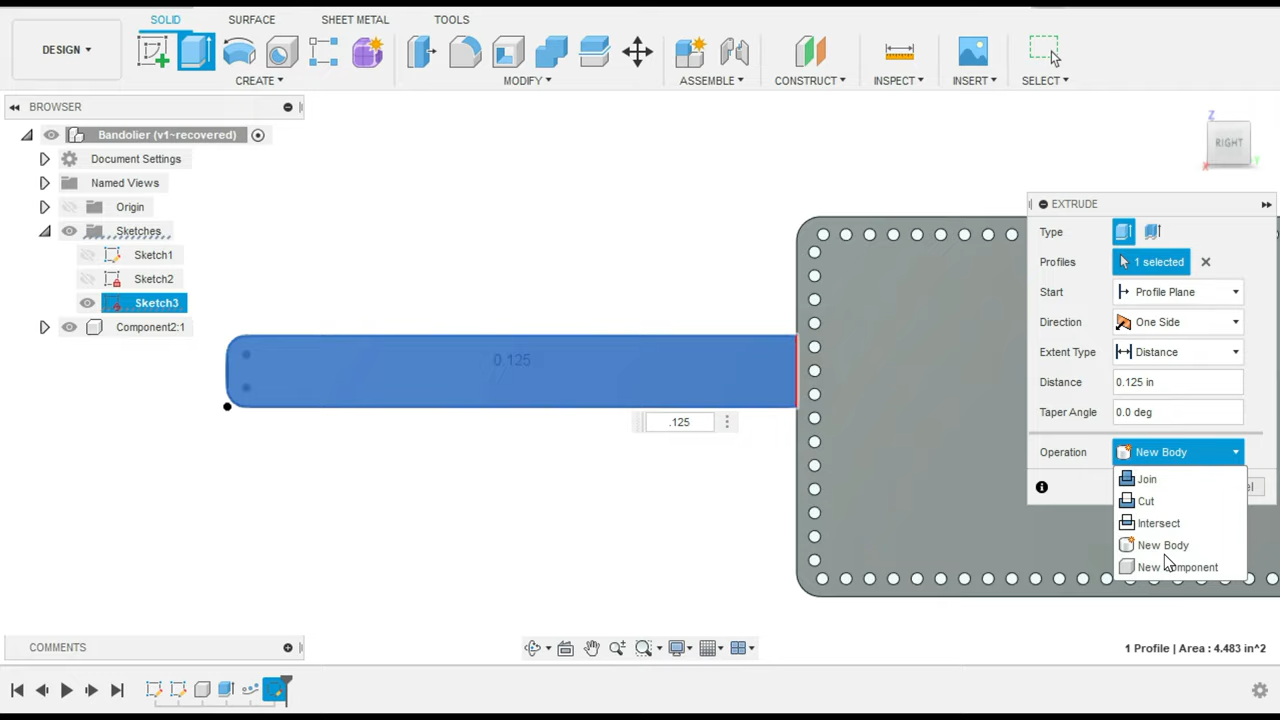 SOLID
SURFACE
SHEET METAL
TOOLS
DESIGN
CREATE
MODIFY
ASSEMBLE
CONSTRUCT
INSPECT
INSERT
SELECT
BROWSER
Bandolier (v1~recovered)
Document Settings
Named Views
Origin
Sketches
Sketch1
Sketch2
Sketch3
Component2:1
0.125
.125
Z
RIGHT
X
Y
EXTRUDE
Type
Profiles 1 selected
Start Profile Plane
Direction One Side
Extent Type Distance
Distance 0.125 in
Taper Angle 0.0 deg
Operation New Body
Join
Cut
Intersect
New Body
New Component
COMMENTS
1 Profile | Area : 4.483 in^2